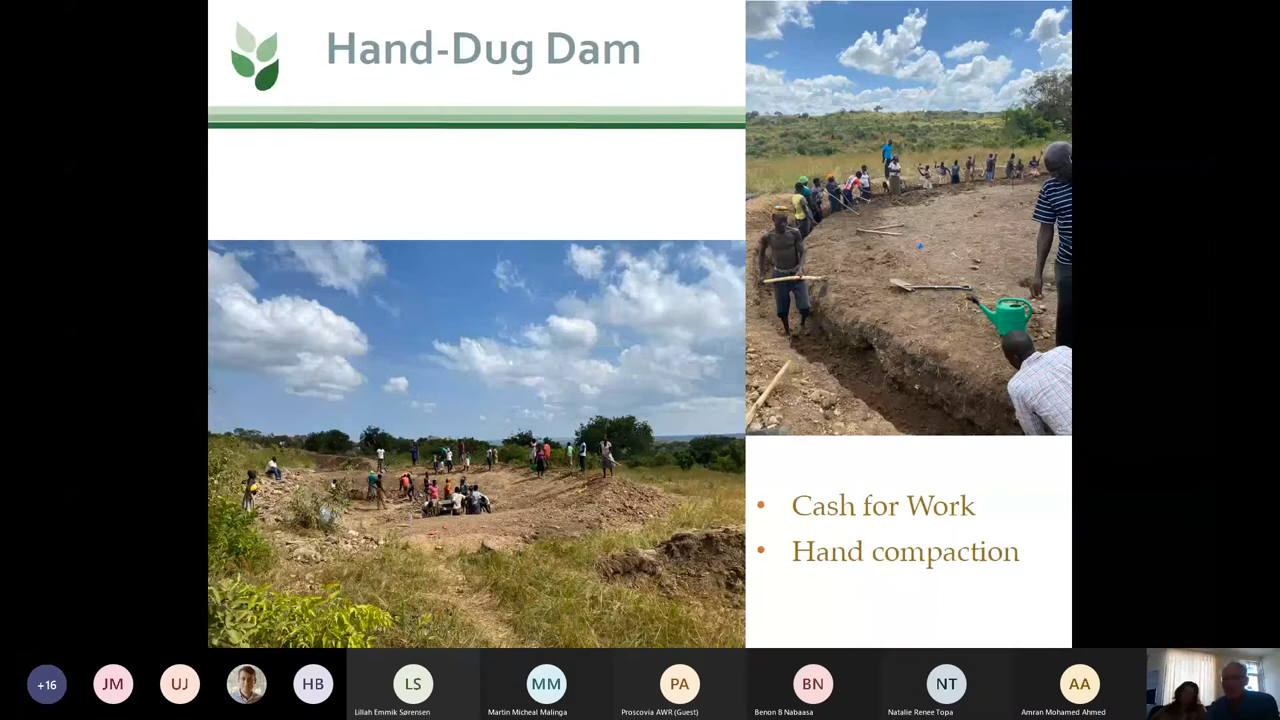 Hand-Dug Dam
• Cash for Work
• Hand compaction
+16
JM
UJ
HB
LS
Lillah Emmik Sørensen
MM
Martin Micheal Malinga
PA
Proscovia AWR (Guest)
BN
Benon B Nabaasa
NT
Natalie Renee Topa
AA
Amran Mohamed Ahmed